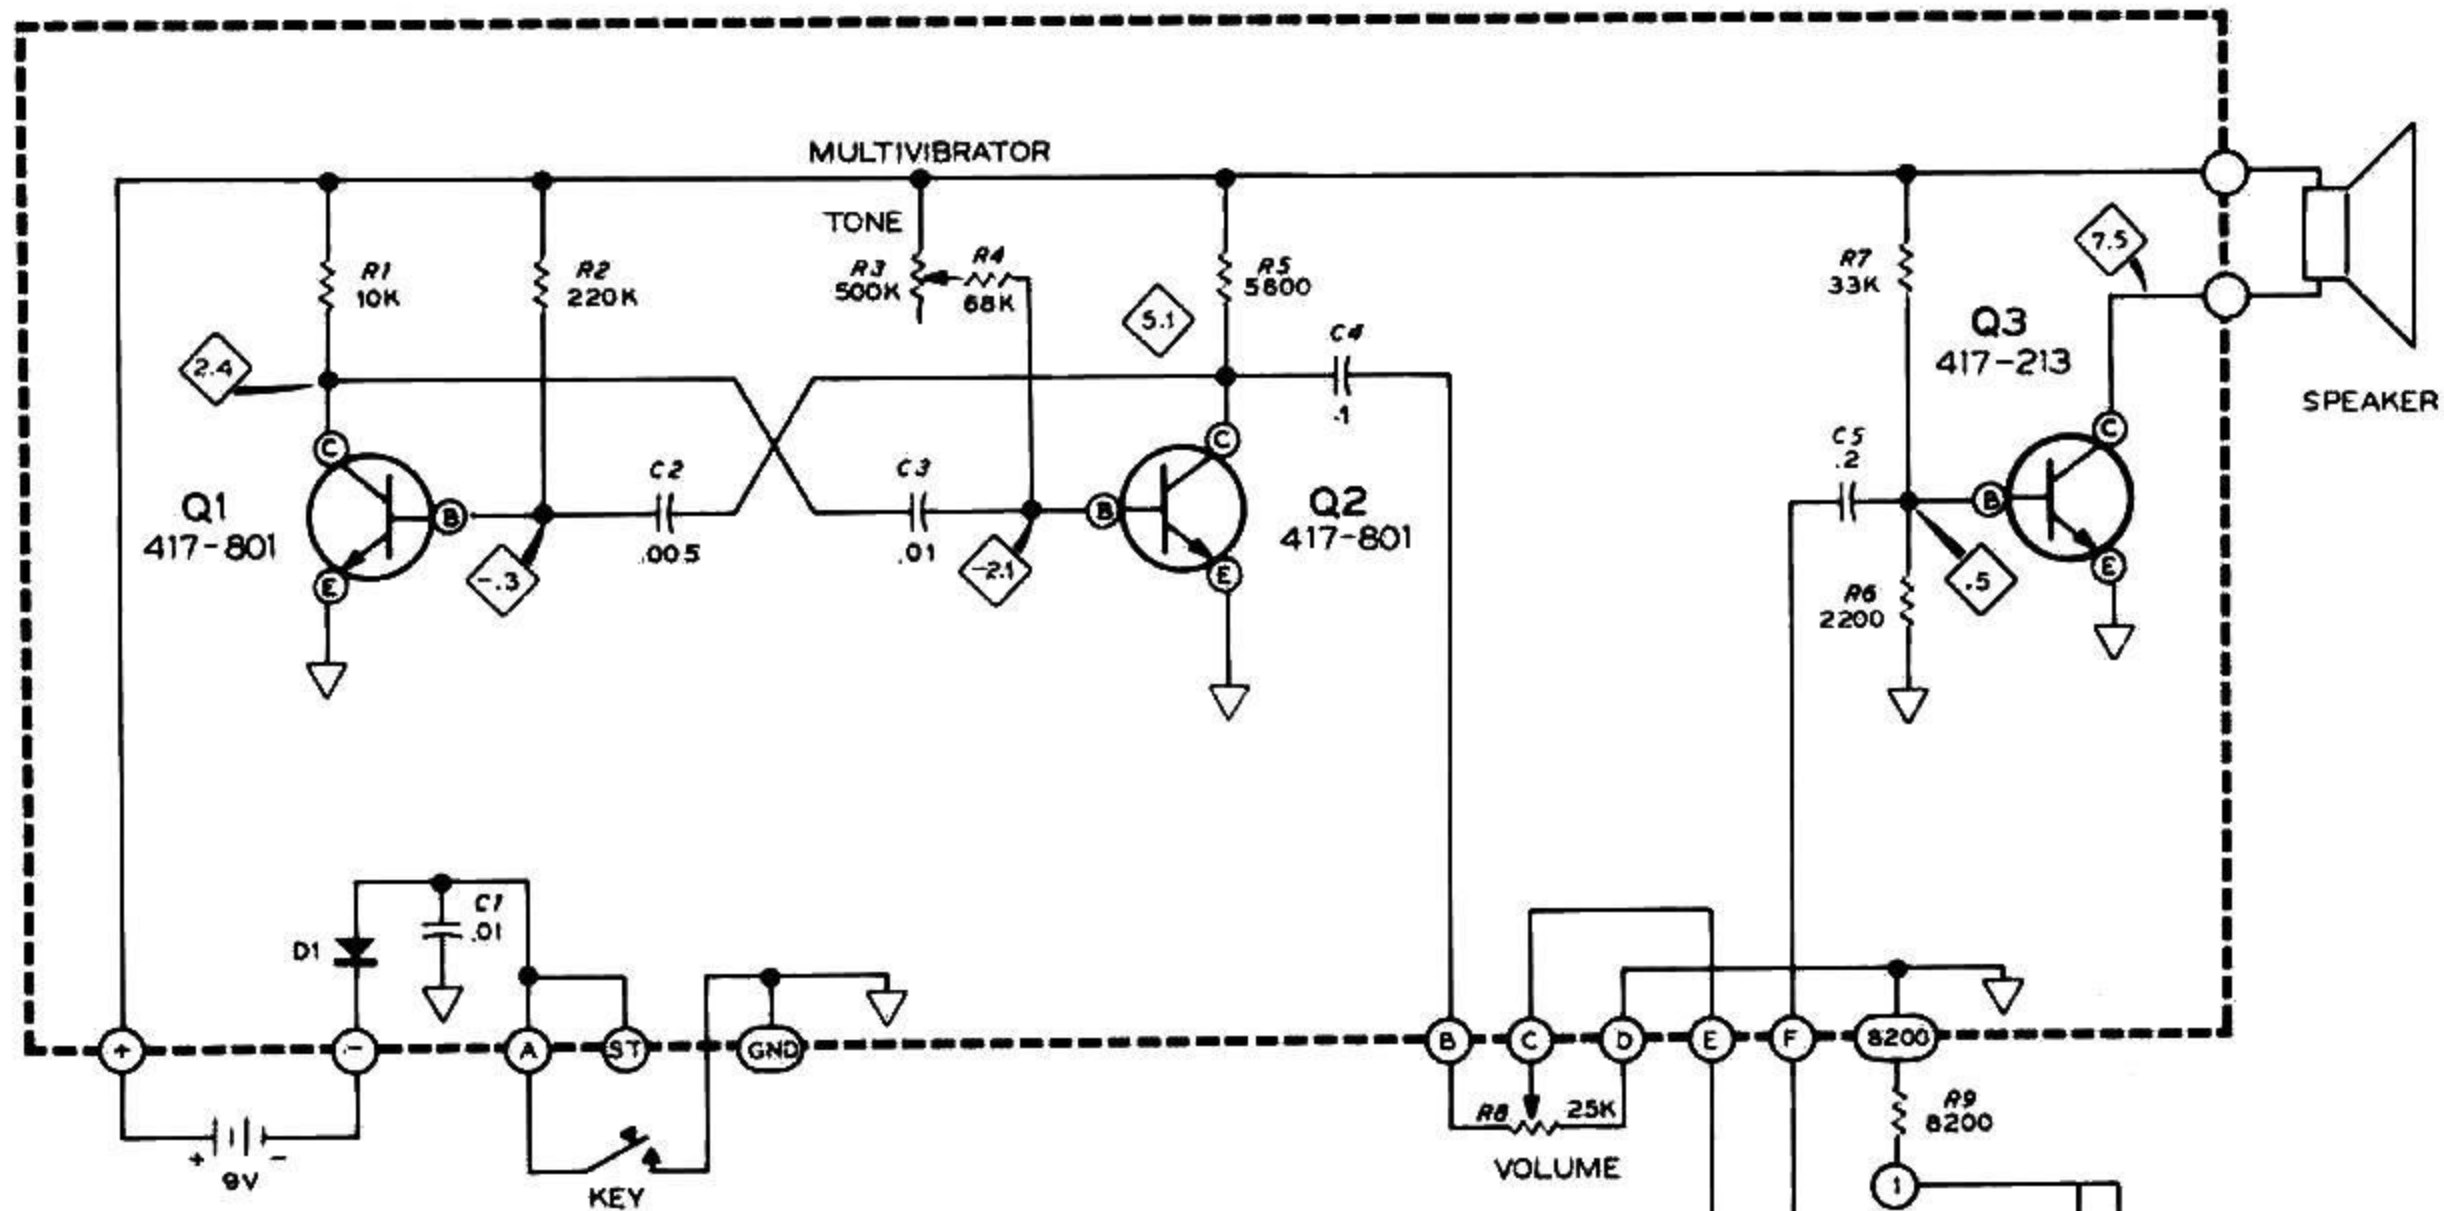 MULTIVIBRATOR
TONE
R1
10K
R2
220K
R3
500K
R4
68K
R5
5600
5.1
2.4
C4
.1
R7
33K
7.5
Q3
417-213
SPEAKER
C
B
E
Q1
417-801
C2
.005
-.3
C3
.01
-2.1
B
C
E
Q2
417-801
C5
.2
B
C
E
.5
R6
2200
D1
C1
.01
+
-
A
ST
GND
B
C
D
E
F
8200
+
-
9V
KEY
R8
25K
VOLUME
R9
8200
1